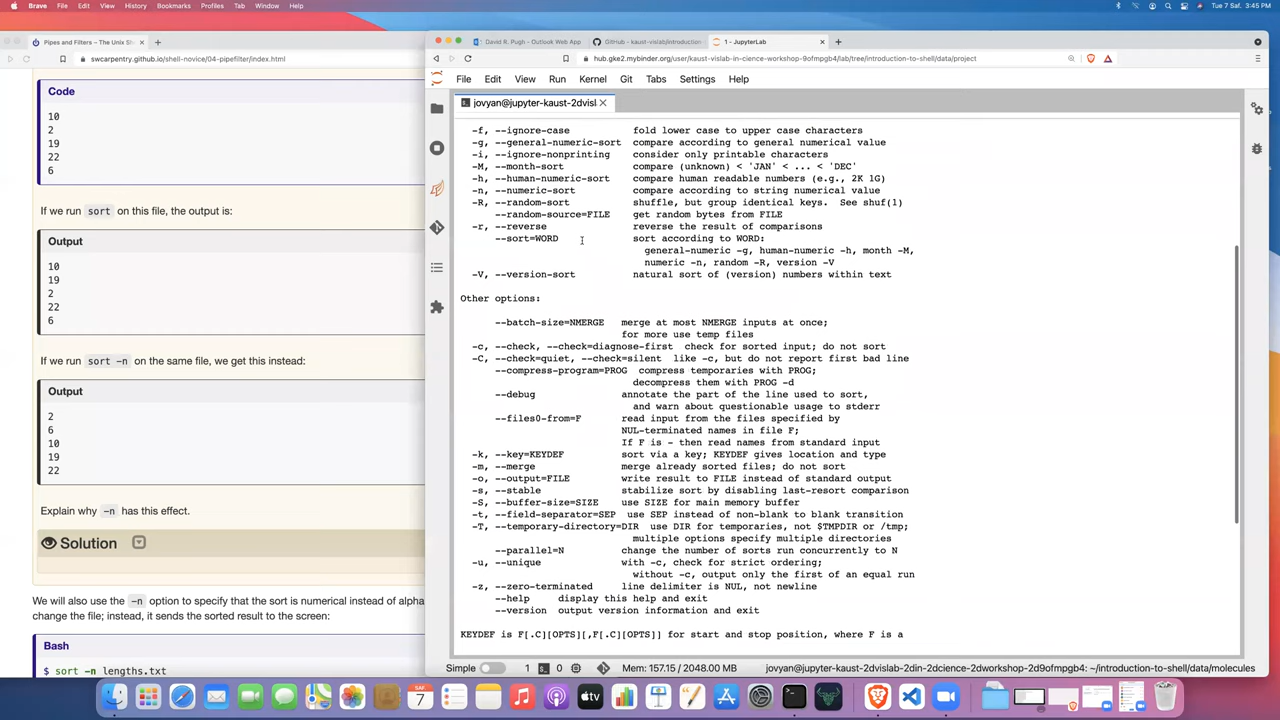 Brave File Edit View History Bookmarks Profiles Tab Window Help
Tue 7 Saf. 3:45 PM
Pipes and Filters – The Unix Sh
swcarpentry.github.io/shell-novice/04-pipefilter/index.html
Code
10
2
19
22
6
If we run sort on this file, the output is:
Output
10
19
2
22
6
If we run sort -n on the same file, we get this instead:
Output
2
6
10
19
22
Explain why -n has this effect.
Solution
We will also use the -n option to specify that the sort is numerical instead of alpha
change the file; instead, it sends the sorted result to the screen:
Bash
$ sort -n lengths.txt
David R. Pugh – Outlook Web App
GitHub - kaust-vislab/introduction
1 - JupyterLab
hub.gke2.mybinder.org/user/kaust-vislab-in-cience-workshop-9ofmpgb4/lab/tree/introduction-to-shell/data/project
File Edit View Run Kernel Git Tabs Settings Help
jovyan@jupyter-kaust-2dvisl
-f, --ignore-case fold lower case to upper case characters
-g, --general-numeric-sort compare according to general numerical value
-i, --ignore-nonprinting consider only printable characters
-M, --month-sort compare (unknown) < 'JAN' < ... < 'DEC'
-h, --human-numeric-sort compare human readable numbers (e.g., 2K 1G)
-n, --numeric-sort compare according to string numerical value
-R, --random-sort shuffle, but group identical keys. See shuf(1)
--random-source=FILE get random bytes from FILE
-r, --reverse reverse the result of comparisons
--sort=WORD sort according to WORD:
general-numeric -g, human-numeric -h, month -M,
numeric -n, random -R, version -V
-V, --version-sort natural sort of (version) numbers within text
Other options:
--batch-size=NMERGE merge at most NMERGE inputs at once;
for more use temp files
-c, --check, --check=diagnose-first check for sorted input; do not sort
-C, --check=quiet, --check=silent like -c, but do not report first bad line
--compress-program=PROG compress temporaries with PROG;
decompress them with PROG -d
--debug annotate the part of the line used to sort,
and warn about questionable usage to stderr
--files0-from=F read input from the files specified by
NUL-terminated names in file F;
If F is - then read names from standard input
-k, --key=KEYDEF sort via a key; KEYDEF gives location and type
-m, --merge merge already sorted files; do not sort
-o, --output=FILE write result to FILE instead of standard output
-s, --stable stabilize sort by disabling last-resort comparison
-S, --buffer-size=SIZE use SIZE for main memory buffer
-t, --field-separator=SEP use SEP instead of non-blank to blank transition
-T, --temporary-directory=DIR use DIR for temporaries, not $TMPDIR or /tmp;
multiple options specify multiple directories
--parallel=N change the number of sorts run concurrently to N
-u, --unique with -c, check for strict ordering;
without -c, output only the first of an equal run
-z, --zero-terminated line delimiter is NUL, not newline
--help display this help and exit
--version output version information and exit
KEYDEF is F[.C][OPTS][,F[.C][OPTS]] for start and stop position, where F is a
Simple 1 0 Mem: 157.15 / 2048.00 MB jovyan@jupyter-kaust-2dvislab-2din-2dcience-2dworkshop-2d9ofmpgb4: ~/introduction-to-shell/data/molecules
7
tv